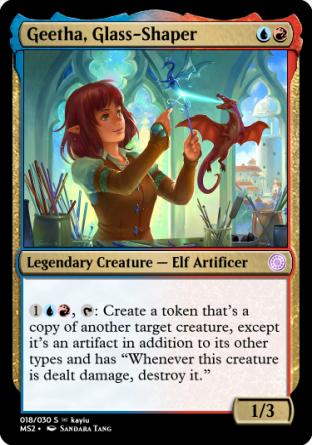 Geetha, Glass-Shaper
Legendary Creature — Elf Artificer
1, : Create a token that's a
copy of another target creature, except
it's an artifact in addition to its other
types and has “Whenever this creature
is dealt damage, destroy it.”
1/3
018/030 S kaylu
MS2 • Sandara Tang